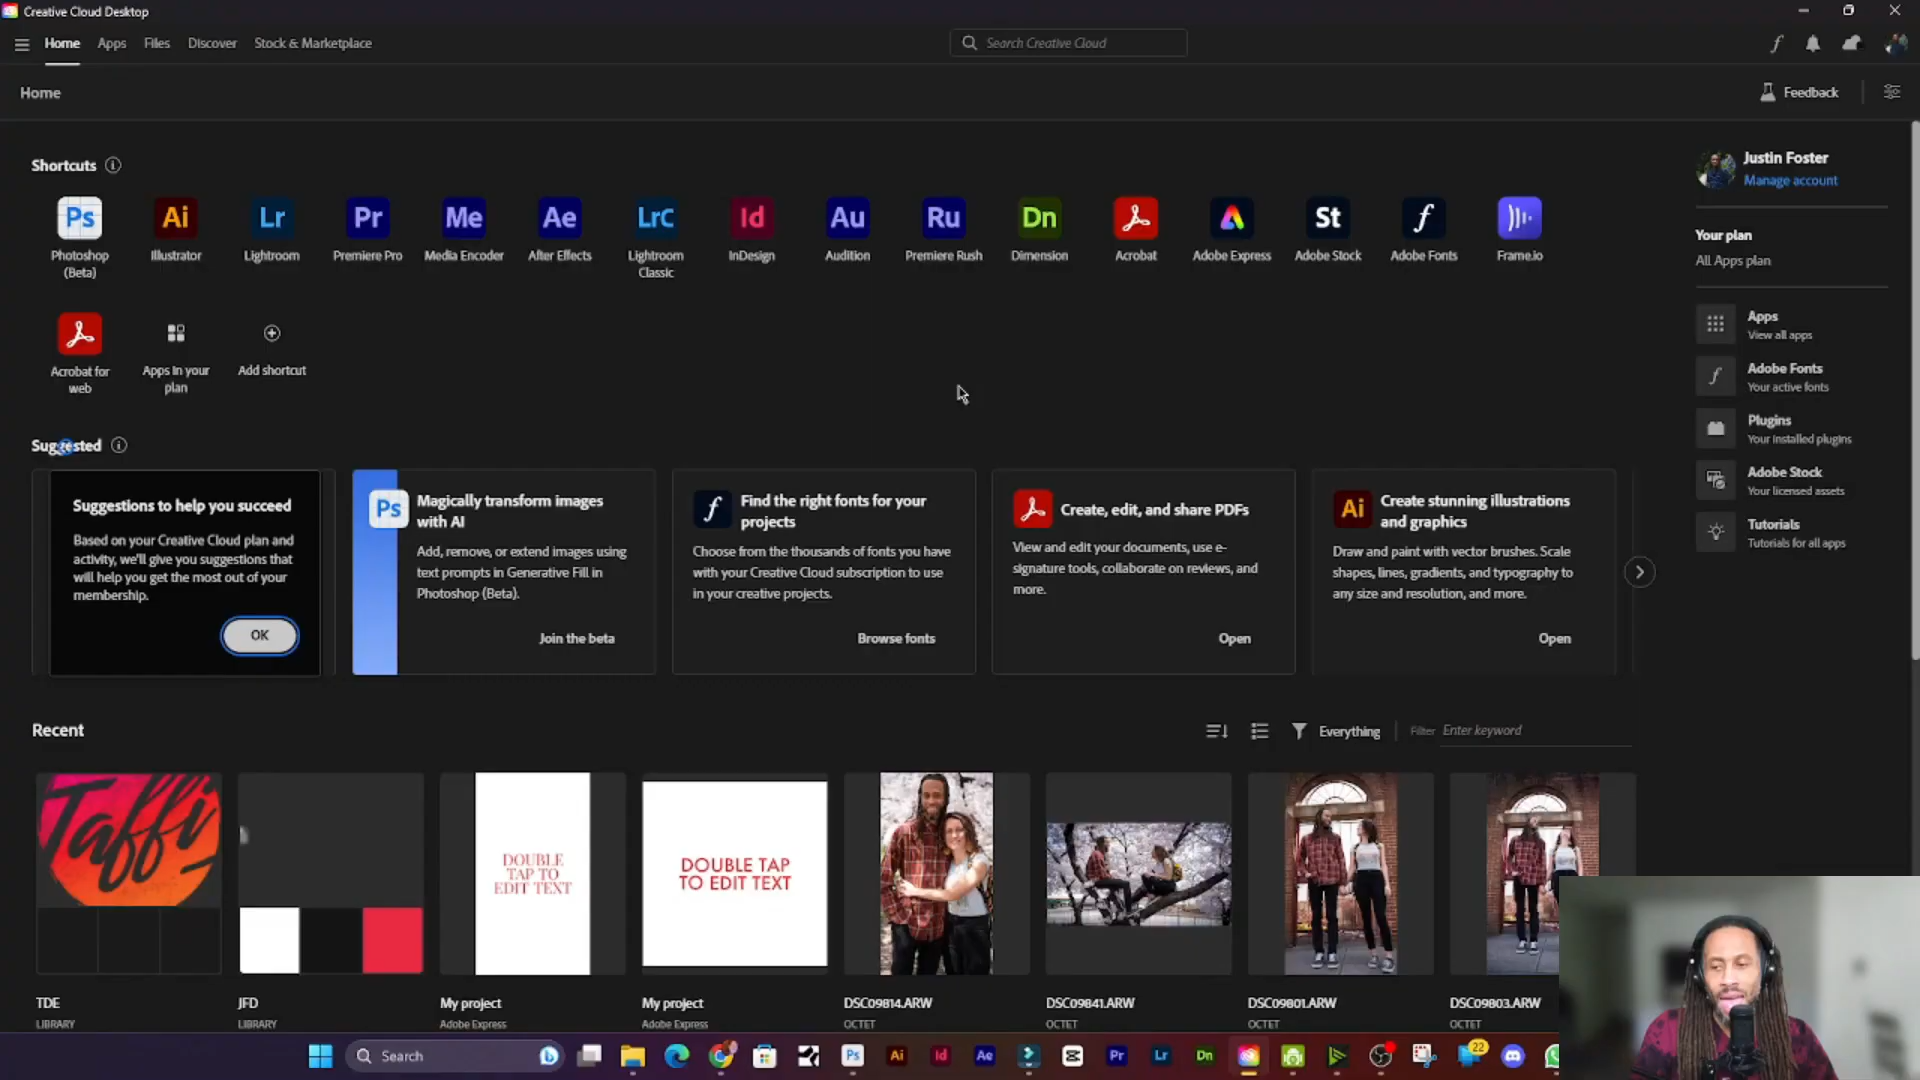 Creative Cloud Desktop
Home Apps Files Discover Stock & Marketplace
Search Creative Cloud
Home
Feedback
Shortcuts
Ps Ai Lr Pr Me Ae LrC Id Au Ru Dn St f
Photoshop (Beta)
Illustrator
Lightroom
Premiere Pro
Media Encoder
After Effects
Lightroom Classic
InDesign
Audition
Premiere Rush
Dimension
Acrobat
Adobe Express
Adobe Stock
Adobe Fonts
Frame.io
Acrobat for web
Apps in your plan
Add shortcut
Justin Foster
Manage account
Your plan
All Apps plan
Apps
View all apps
Adobe Fonts
Your active fonts
Plugins
Your installed plugins
Adobe Stock
Your licensed assets
Tutorials
Tutorials for all apps
Suggested
Suggestions to help you succeed
Based on your Creative Cloud plan and
activity, we'll give you suggestions that
will help you get the most out of your
membership.
OK
Ps
Magically transform images
with AI
Add, remove, or extend images using
text prompts in Generative Fill in
Photoshop (Beta).
Join the beta
f
Find the right fonts for your
projects
Choose from the thousands of fonts you have
with your Creative Cloud subscription to use
in your creative projects.
Browse fonts
Create, edit, and share PDFs
View and edit your documents, use e-
signature tools, collaborate on reviews, and
more.
Open
Ai
Create stunning illustrations
and graphics
Draw and paint with vector brushes. Scale
shapes, lines, gradients, and typography to
any size and resolution, and more.
Open
Recent
Everything
Filter Enter keyword
Taffi
DOUBLE
TAP TO
EDIT TEXT
DOUBLE TAP
TO EDIT TEXT
TDE
LIBRARY
JFD
LIBRARY
My project
Adobe Express
My project
Adobe Express
DSC09814.ARW
OCTET
DSC09841.ARW
OCTET
DSC09801.ARW
OCTET
DSC09803.ARW
OCTET
Search
Ps Ai Id Ae Pr Lr Dn 22